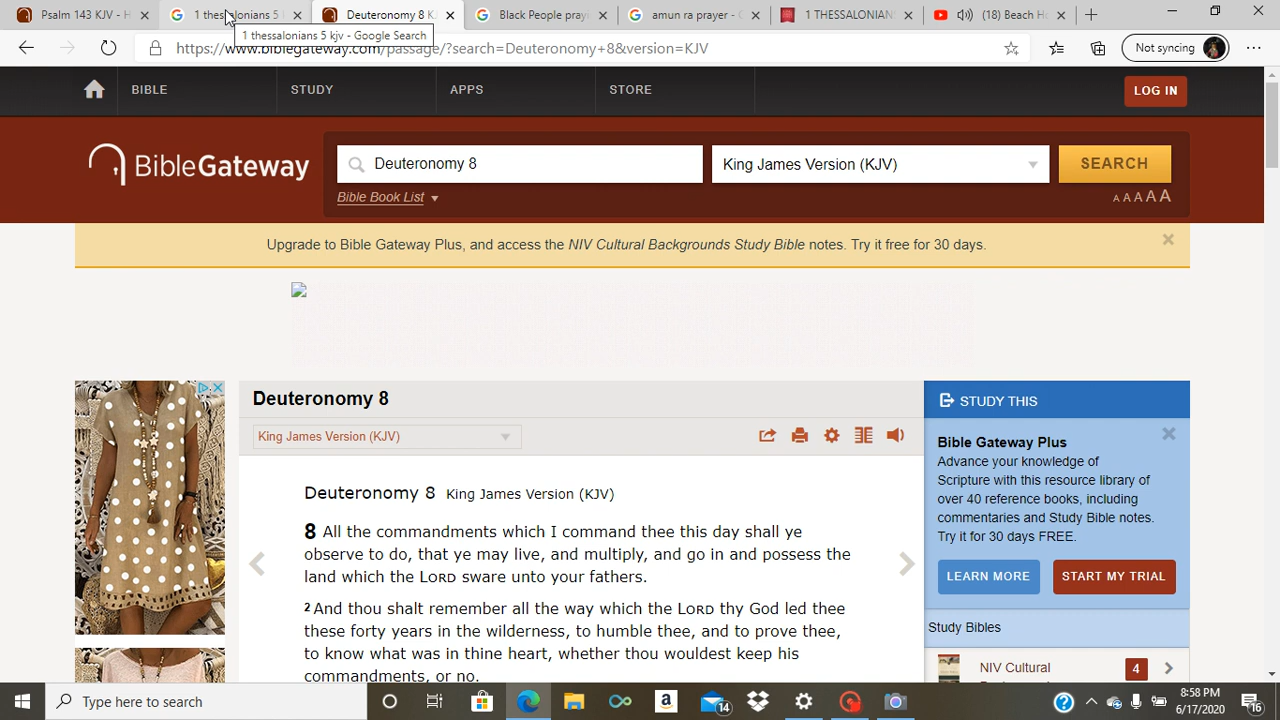 Psalm 143 KJV - H
1 thessalonians 5
Deuteronomy 8 K
Black People pray
amun ra prayer - G
1 THESSALONIAN
(18) Beach Ho
1 thessalonians 5 kjv - Google Search
https://www.biblegateway.com/passage/?search=Deuteronomy+8&version=KJV
Not syncing
BIBLE
STUDY
APPS
STORE
LOG IN
BibleGateway
Deuteronomy 8
King James Version (KJV)
SEARCH
Bible Book List
A A A A A
Upgrade to Bible Gateway Plus, and access the NIV Cultural Backgrounds Study Bible notes. Try it free for 30 days.
Deuteronomy 8
King James Version (KJV)
Deuteronomy 8 King James Version (KJV)
8 All the commandments which I command thee this day shall ye
observe to do, that ye may live, and multiply, and go in and possess the
land which the LORD sware unto your fathers.
2 And thou shalt remember all the way which the LORD thy God led thee
these forty years in the wilderness, to humble thee, and to prove thee,
to know what was in thine heart, whether thou wouldest keep his
commandments, or no.
STUDY THIS
Bible Gateway Plus
Advance your knowledge of
Scripture with this resource library of
over 40 reference books, including
commentaries and Study Bible notes.
Try it for 30 days FREE.
LEARN MORE
START MY TRIAL
Study Bibles
NIV Cultural
4
Type here to search
14
8:58 PM
6/17/2020
16